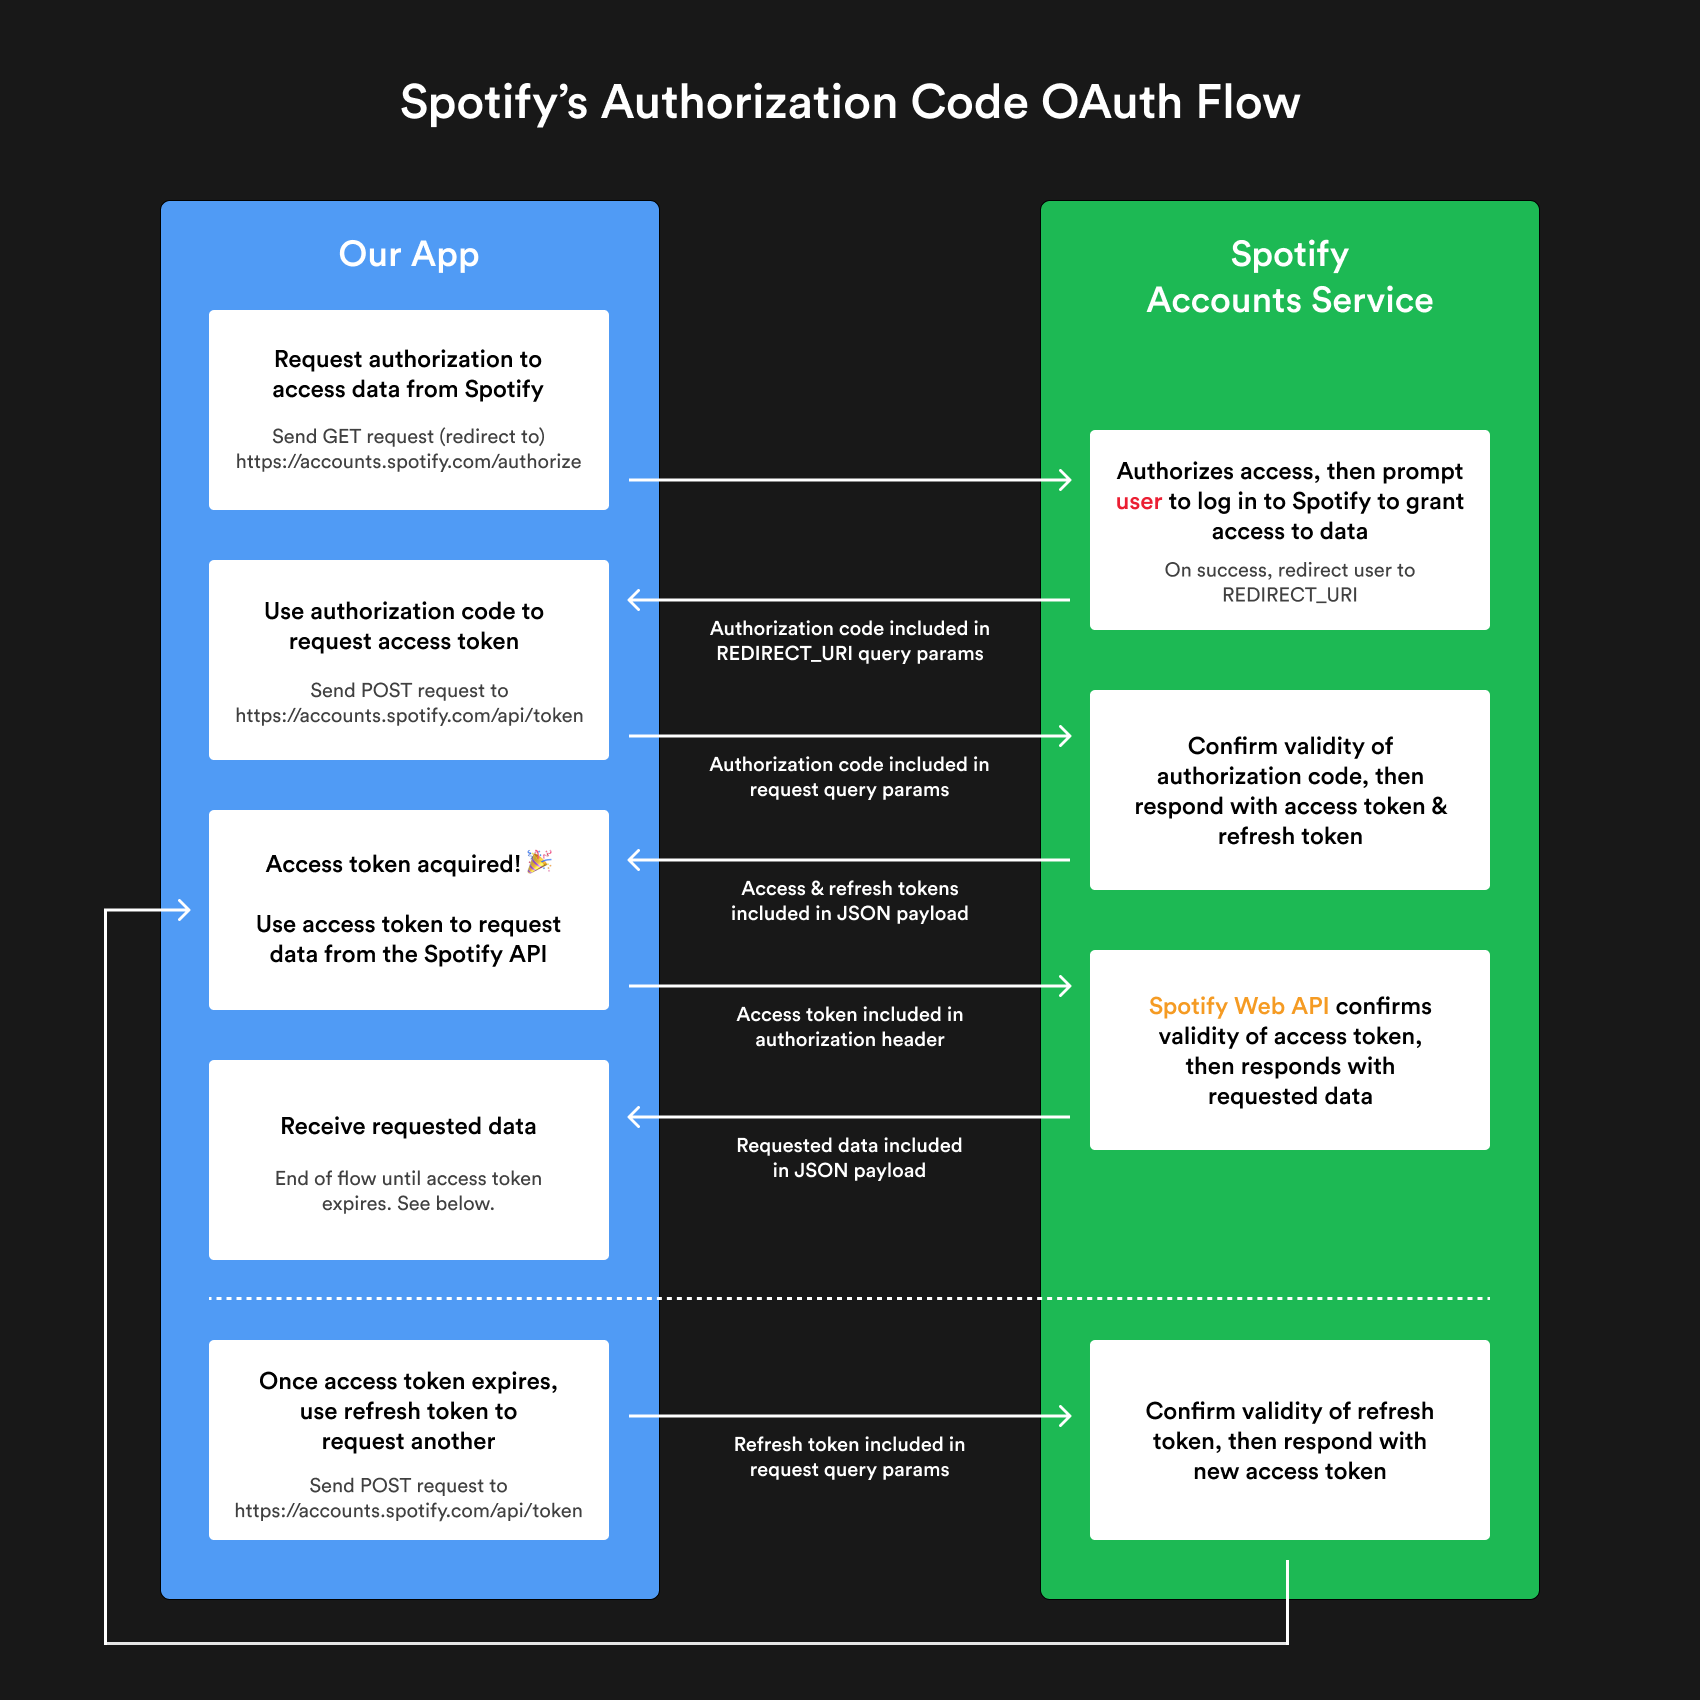 Spotify’s Authorization Code OAuth Flow
Our App
Spotify
Accounts Service
Request authorization to
access data from Spotify
Send GET request (redirect to)
https://accounts.spotify.com/authorize
Authorizes access, then prompt
user to log in to Spotify to grant
access to data
On success, redirect user to
REDIRECT_URI
Authorization code included in
REDIRECT_URI query params
Use authorization code to
request access token
Send POST request to
https://accounts.spotify.com/api/token
Authorization code included in
request query params
Confirm validity of
authorization code, then
respond with access token &
refresh token
Access & refresh tokens
included in JSON payload
Access token acquired! 🎉
Use access token to request
data from the Spotify API
Access token included in
authorization header
Spotify Web API confirms
validity of access token,
then responds with
requested data
Requested data included
in JSON payload
Receive requested data
End of flow until access token
expires. See below.
Once access token expires,
use refresh token to
request another
Send POST request to
https://accounts.spotify.com/api/token
Refresh token included in
request query params
Confirm validity of refresh
token, then respond with
new access token